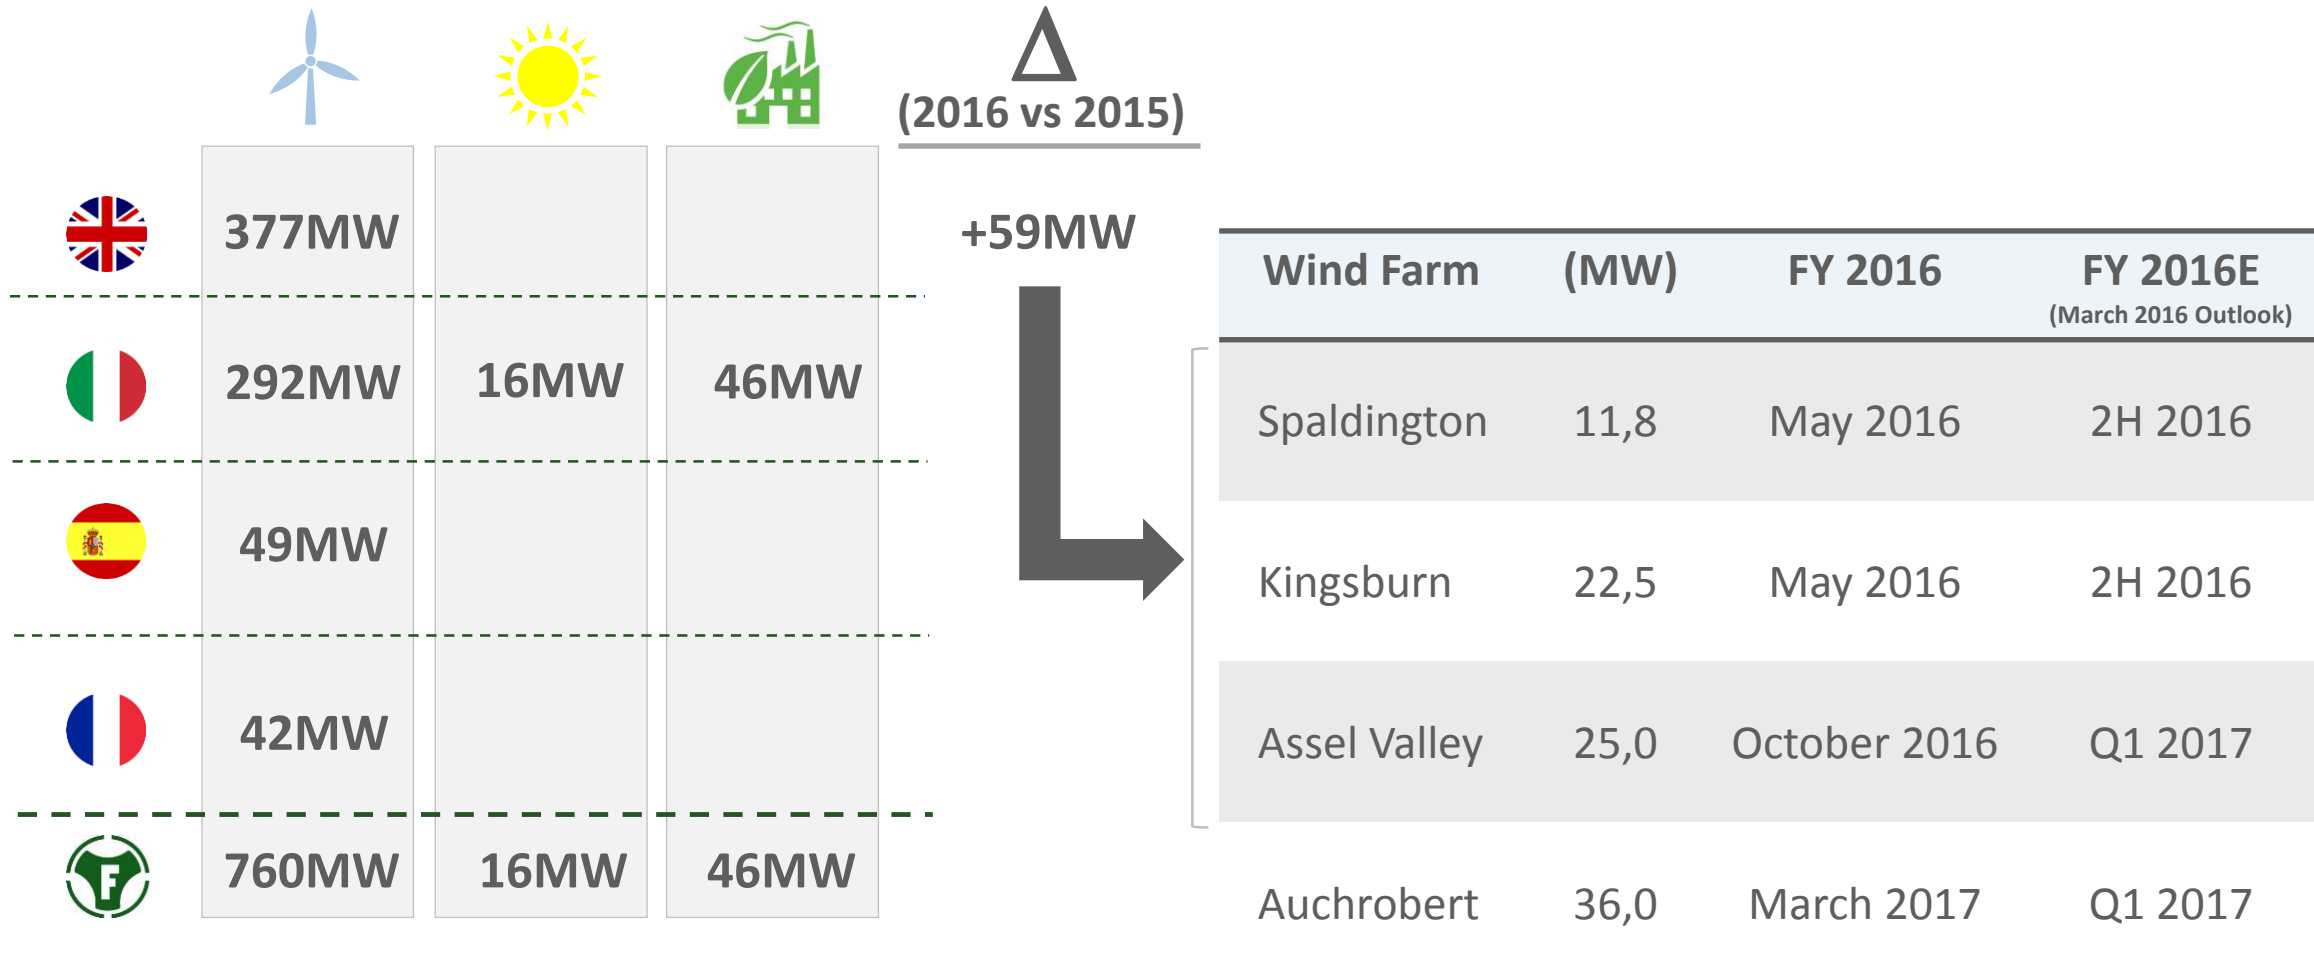 Δ
(2016 vs 2015)
377MW +59MW
292MW 16MW 46MW
49MW
42MW
F 760MW 16MW 46MW
Wind Farm (MW) FY 2016 FY 2016E
(March 2016 Outlook)
Spaldington 11,8 May 2016 2H 2016
Kingsburn 22,5 May 2016 2H 2016
Assel Valley 25,0 October 2016 Q1 2017
Auchrobert 36,0 March 2017 Q1 2017